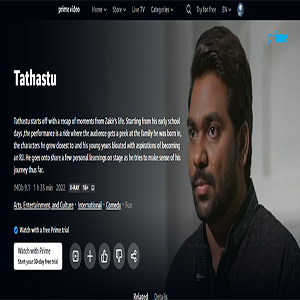 prime video Home Store Live TV Categories Try for free EN
prime
Tathastu
Tathastu starts off with a recap of moments from Zakir's life. Starting from his early school
days ,the performance is a ride where the audience gets a peek at the family he was born in,
the characters he grew closest to and his young years bloated with aspirations of becoming
an RJ. He goes onto share a few personal learnings on stage as he tries to make sense of his
journey thus far.
IMDb 9.1 1 h 35 min 2022 X-RAY 16+
Arts, Entertainment, and Culture • International • Comedy • Fun
Watch with a free Prime trial
Watch with Prime
Start your 30-day free trial
Related Details